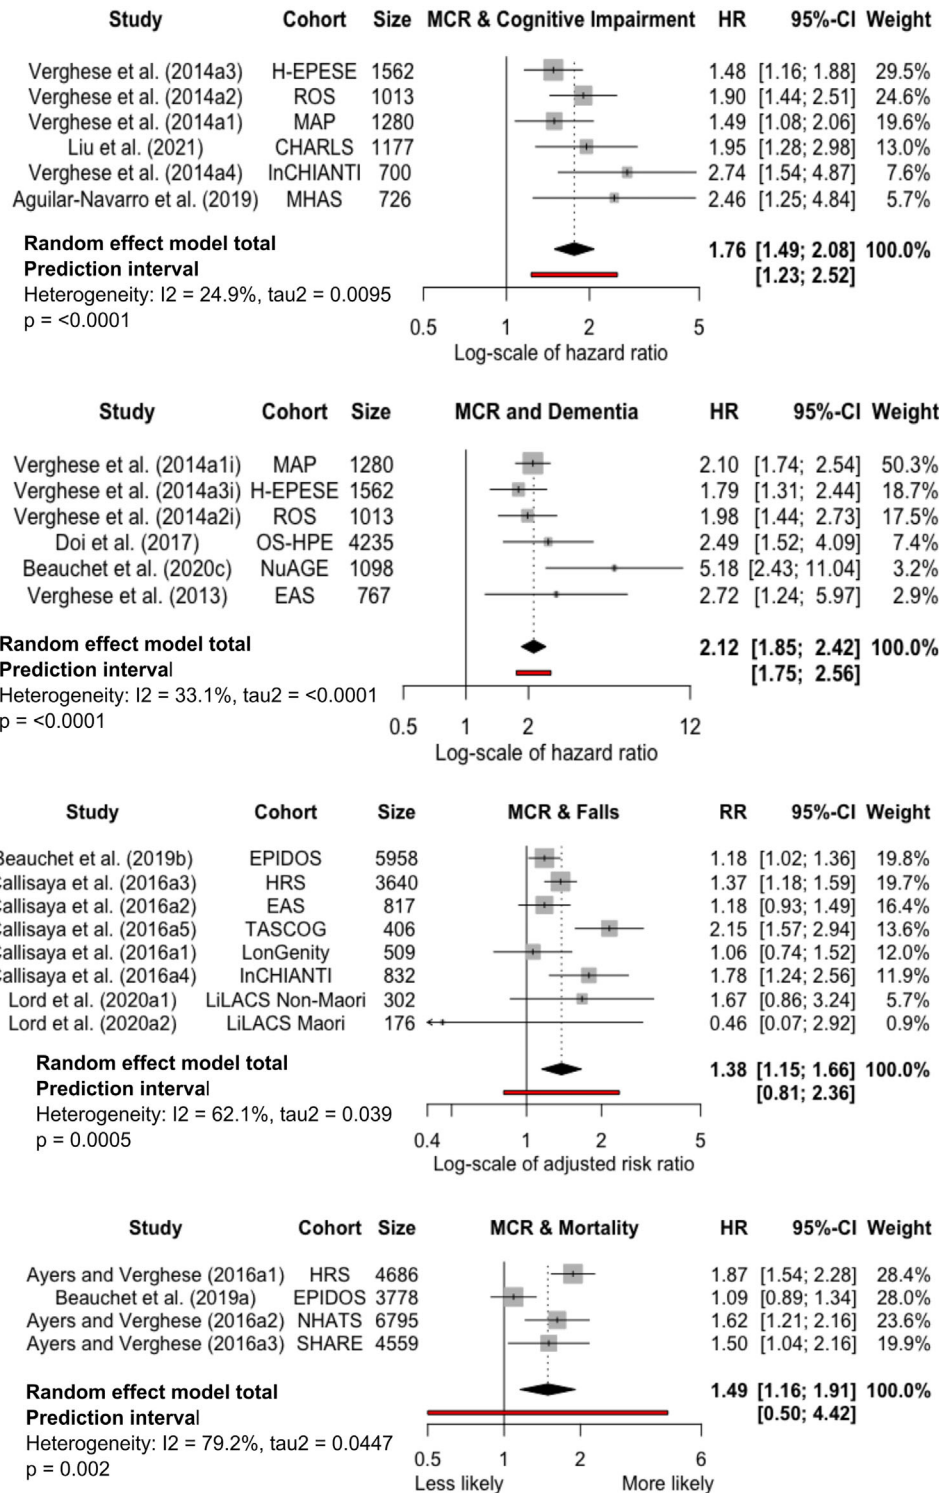 Study Cohort Size MCR & Cognitive Impairment HR 95%-CI Weight
Verghese et al. (2014a3) H-EPESE 1562 1.48 [1.16; 1.88] 29.5%
Verghese et al. (2014a2) ROS 1013 1.90 [1.44; 2.51] 24.6%
Verghese et al. (2014a1) MAP 1280 1.49 [1.08; 2.06] 19.6%
Liu et al. (2021) CHARLS 1177 1.95 [1.28; 2.98] 13.0%
Verghese et al. (2014a4) InCHIANTI 700 2.74 [1.54; 4.87] 7.6%
Aguilar-Navarro et al. (2019) MHAS 726 2.46 [1.25; 4.84] 5.7%
Random effect model total 1.76 [1.49; 2.08] 100.0%
Prediction interval [1.23; 2.52]
Heterogeneity: I2 = 24.9%, tau2 = 0.0095
p = <0.0001
0.5 1 2 5
Log-scale of hazard ratio
Study Cohort Size MCR and Dementia HR 95%-CI Weight
Verghese et al. (2014a1i) MAP 1280 2.10 [1.74; 2.54] 50.3%
Verghese et al. (2014a3i) H-EPESE 1562 1.79 [1.31; 2.44] 18.7%
Verghese et al. (2014a2i) ROS 1013 1.98 [1.44; 2.73] 17.5%
Doi et al. (2017) OS-HPE 4235 2.49 [1.52; 4.09] 7.4%
Beauchet et al. (2020c) NuAGE 1098 5.18 [2.43; 11.04] 3.2%
Verghese et al. (2013) EAS 767 2.72 [1.24; 5.97] 2.9%
Random effect model total 2.12 [1.85; 2.42] 100.0%
Prediction interval [1.75; 2.56]
Heterogeneity: I2 = 33.1%, tau2 = <0.0001
p = <0.0001
0.5 1 2 12
Log-scale of hazard ratio
Study Cohort Size MCR & Falls RR 95%-CI Weight
Beauchet et al. (2019b) EPIDOS 5958 1.18 [1.02; 1.36] 19.8%
Callisaya et al. (2016a3) HRS 3640 1.37 [1.18; 1.59] 19.7%
Callisaya et al. (2016a2) EAS 817 1.18 [0.93; 1.49] 16.4%
Callisaya et al. (2016a5) TASCOG 406 2.15 [1.57; 2.94] 13.6%
Callisaya et al. (2016a1) LonGenity 509 1.06 [0.74; 1.52] 12.0%
Callisaya et al. (2016a4) InCHIANTI 832 1.78 [1.24; 2.56] 11.9%
Lord et al. (2020a1) LiLACS Non-Maori 302 1.67 [0.86; 3.24] 5.7%
Lord et al. (2020a2) LiLACS Maori 176 0.46 [0.07; 2.92] 0.9%
Random effect model total 1.38 [1.15; 1.66] 100.0%
Prediction interval [0.81; 2.36]
Heterogeneity: I2 = 62.1%, tau2 = 0.039
p = 0.0005
0.4 1 2 5
Log-scale of adjusted risk ratio
Study Cohort Size MCR & Mortality HR 95%-CI Weight
Ayers and Verghese (2016a1) HRS 4686 1.87 [1.54; 2.28] 28.4%
Beauchet et al. (2019a) EPIDOS 3778 1.09 [0.89; 1.34] 28.0%
Ayers and Verghese (2016a2) NHATS 6795 1.62 [1.21; 2.16] 23.6%
Ayers and Verghese (2016a3) SHARE 4559 1.50 [1.04; 2.16] 19.9%
Random effect model total 1.49 [1.16; 1.91] 100.0%
Prediction interval [0.50; 4.42]
Heterogeneity: I2 = 79.2%, tau2 = 0.0447
p = 0.002
0.5 1 2 6
Less likely More likely